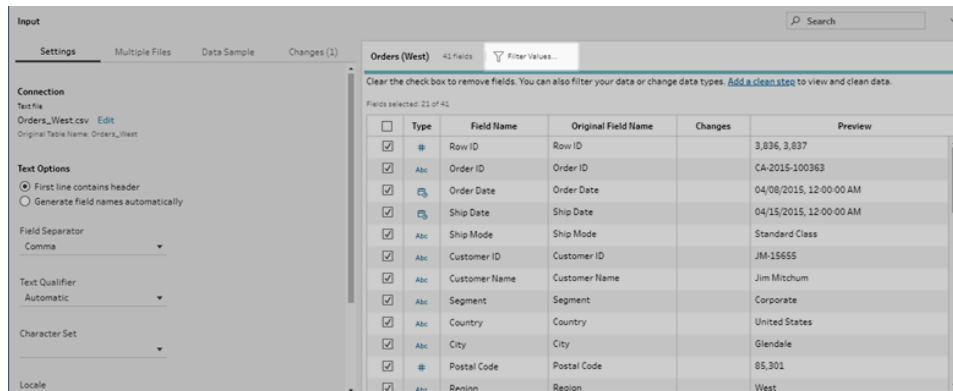 Input
Search
Settings Multiple Files Data Sample Changes (1)
Connection
Text file
Orders_West.csv Edit
Original Table Name: Orders_West
Text Options
First line contains header
Generate field names automatically
Field Separator
Comma
Text Qualifier
Automatic
Character Set
Locale
Orders (West) 41 fields Filter Values...
Clear the check box to remove fields. You can also filter your data or change data types. Add a clean step to view and clean data.
Fields selected: 21 of 41
Type Field Name Original Field Name Changes Preview
# Row ID Row ID 3,836, 3,837
Abc Order ID Order ID CA-2015-100363
Order Date Order Date 04/08/2015, 12:00:00 AM
Ship Date Ship Date 04/15/2015, 12:00:00 AM
Abc Ship Mode Ship Mode Standard Class
Abc Customer ID Customer ID JM-15655
Abc Customer Name Customer Name Jim Mitchum
Abc Segment Segment Corporate
Abc Country Country United States
Abc City City Glendale
# Postal Code Postal Code 85,301
Abc Region Region West